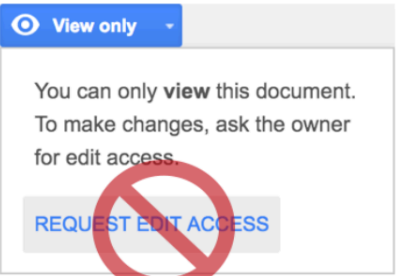 View only
You can only view this document.
To make changes, ask the owner
for edit access.
REQUEST EDIT ACCESS